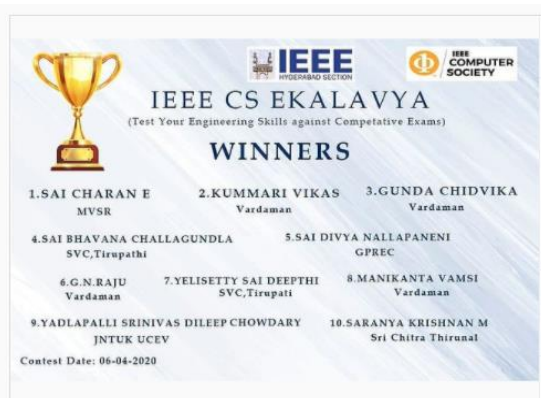 IEEE
HYDERABAD SECTION
IEEE
COMPUTER
SOCIETY
IEEE CS EKALAVYA
(Test Your Engineering Skills against Competative Exams)
WINNERS
1.SAI CHARAN E
MVSR
2.KUMMARI VIKAS
Vardaman
3.GUNDA CHIDVIKA
Vardaman
4.SAI BHAVANA CHALLAGUNDLA
SVC,Tirupathi
5.SAI DIVYA NALLAPANENI
GPREC
6.G.N.RAJU
Vardaman
7.YELISETTY SAI DEEPTHI
SVC,Tirupati
8.MANIKANTA VAMSI
Vardaman
9.YADLAPALLI SRINIVAS DILEEP CHOWDARY
JNTUK UCEV
10.SARANYA KRISHNAN M
Sri Chitra Thirunal
Contest Date: 06-04-2020